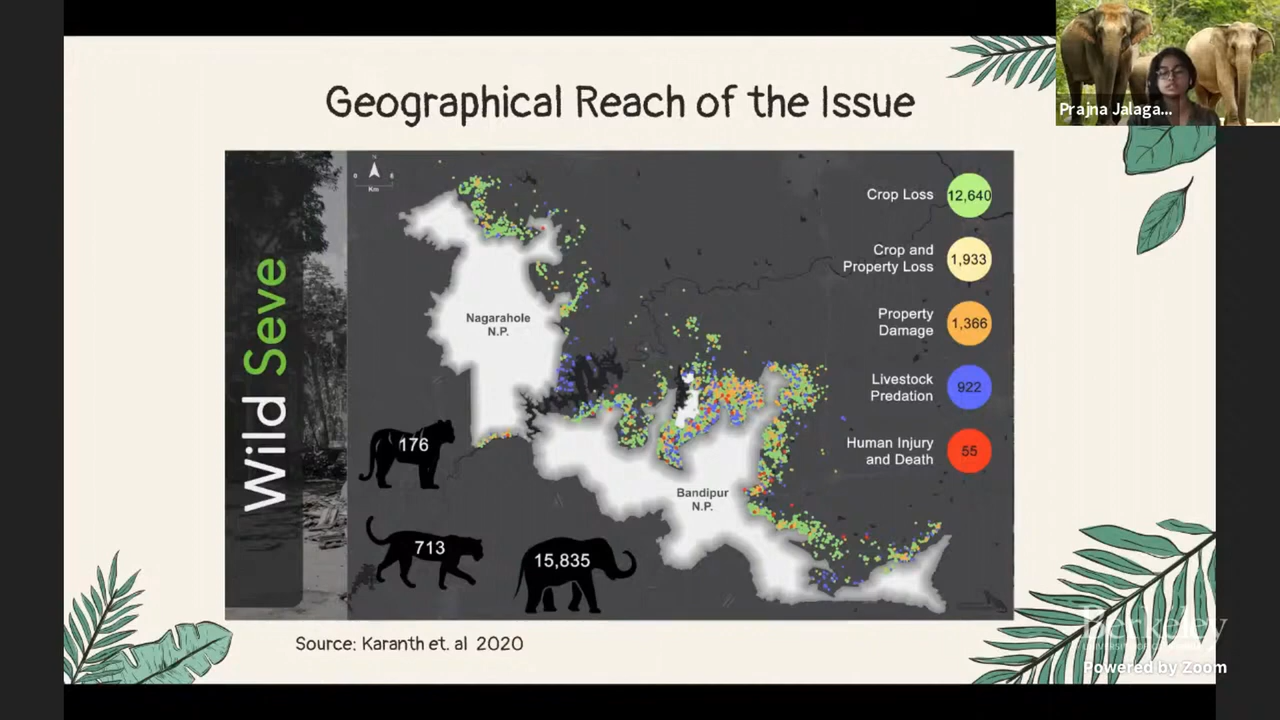 Geographical Reach of the Issue
Prajna Jalaga...
Wild Seve
N
0
Km
Crop Loss
12,640
Crop and
Property Loss
1,933
Property
Damage
1,366
Livestock
Predation
922
Human Injury
and Death
55
Nagarahole
N.P.
Bandipur
N.P.
176
713
15,835
Source: Karanth et. al 2020
Berkeley
Powered by Zoom